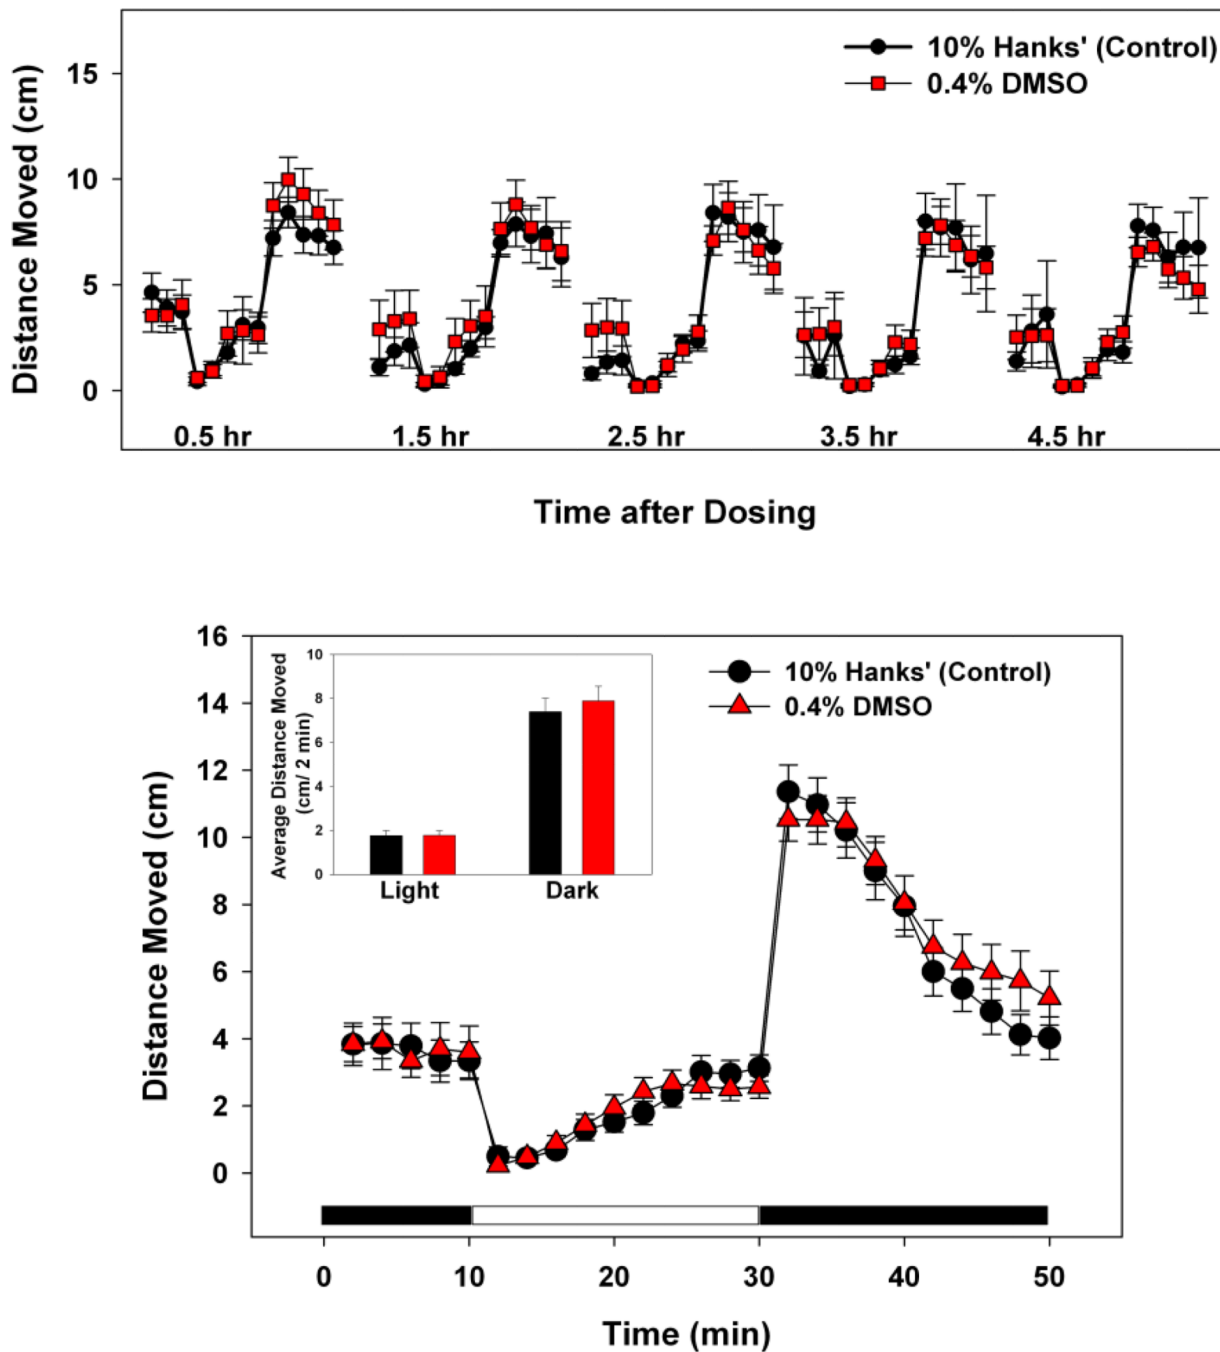 10% Hanks' (Control)
0.4% DMSO
Distance Moved (cm)
15
10
5
0
0.5 hr
1.5 hr
2.5 hr
3.5 hr
4.5 hr
Time after Dosing
10% Hanks' (Control)
0.4% DMSO
Distance Moved (cm)
16
14
12
10
8
6
4
2
0
Average Distance Moved
(cm/ 2 min)
10
8
6
4
2
0
Light
Dark
0
10
20
30
40
50
Time (min)